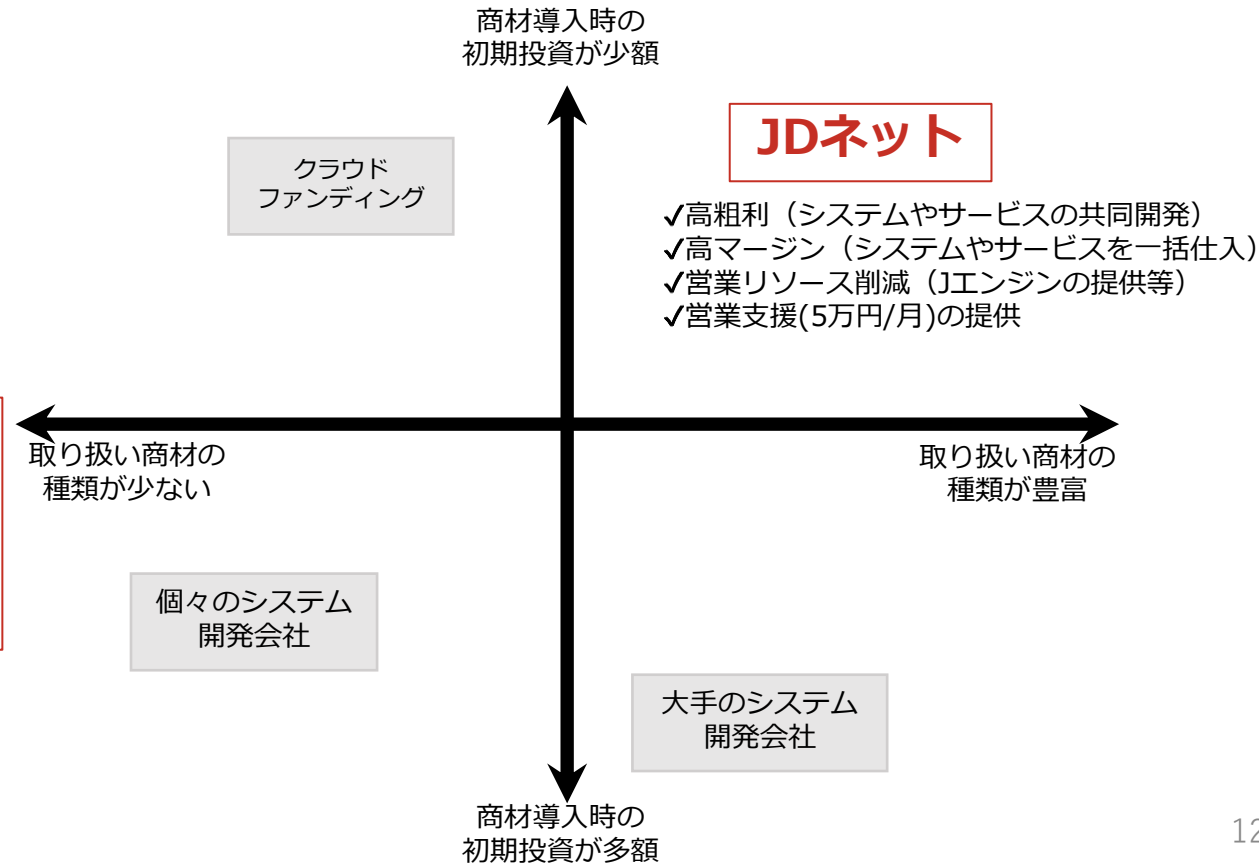 商材導入時の
初期投資が少額
JDネット
クラウド
ファンディング
✓高粗利（システムやサービスの共同開発）
✓高マージン（システムやサービスを一括仕入）
✓営業リソース削減（Jエンジンの提供等）
✓営業支援(5万円/月)の提供
取り扱い商材の
種類が少ない
取り扱い商材の
種類が豊富
個々のシステム
開発会社
大手のシステム
開発会社
商材導入時の
初期投資が多額
12